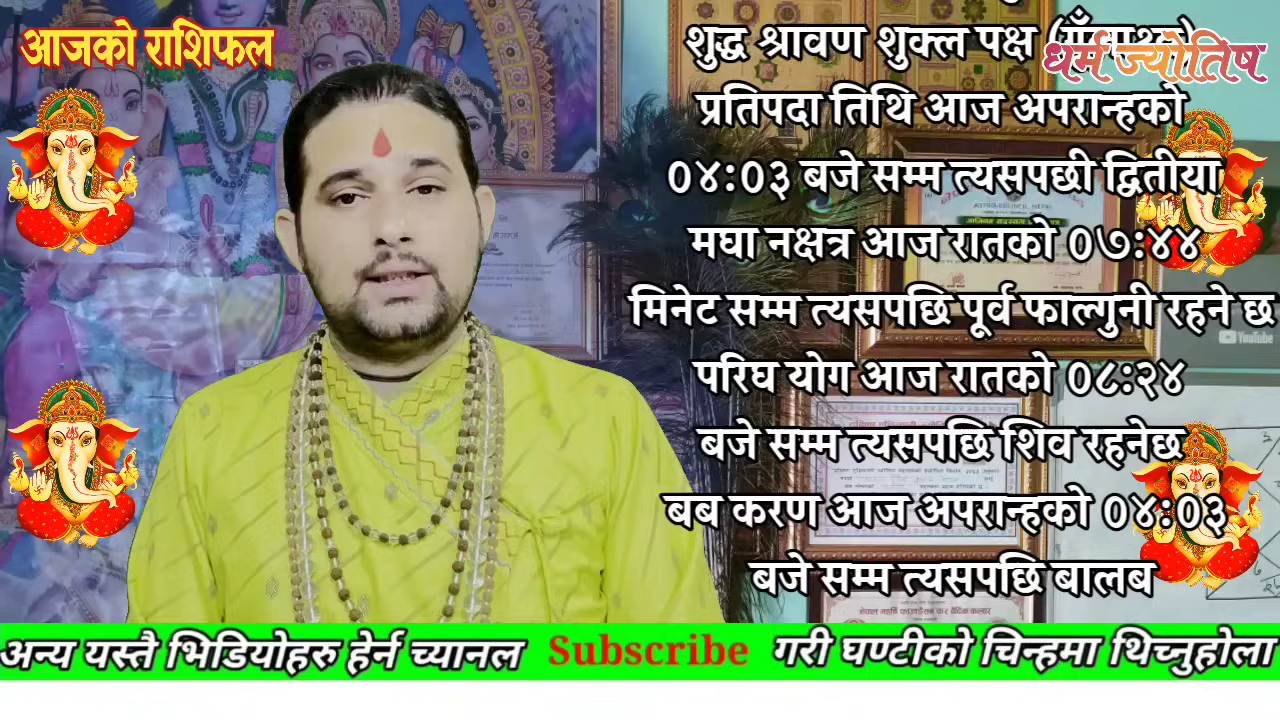 आजको राशिफल
धर्म ज्योतिष
शुद्ध श्रावण शुक्ल पक्ष
प्रतिपदा तिथि आज अपरान्हको
०४:०३ बजे सम्म त्यसपछी द्वितीया
मघा नक्षत्र आज रातको ०७:४४
मिनेट सम्म त्यसपछि पूर्व फाल्गुनी रहने छ
परिघ योग आज रातको ०८:२४
बजे सम्म त्यसपछि शिव रहनेछ
बब करण आज अपरान्हको ०४:०३
बजे सम्म त्यसपछि बालब
YouTube
अन्य यस्तै भिडियोहरु हेर्न च्यानल Subscribe गरी घण्टीको चिन्हमा थिच्नुहोला